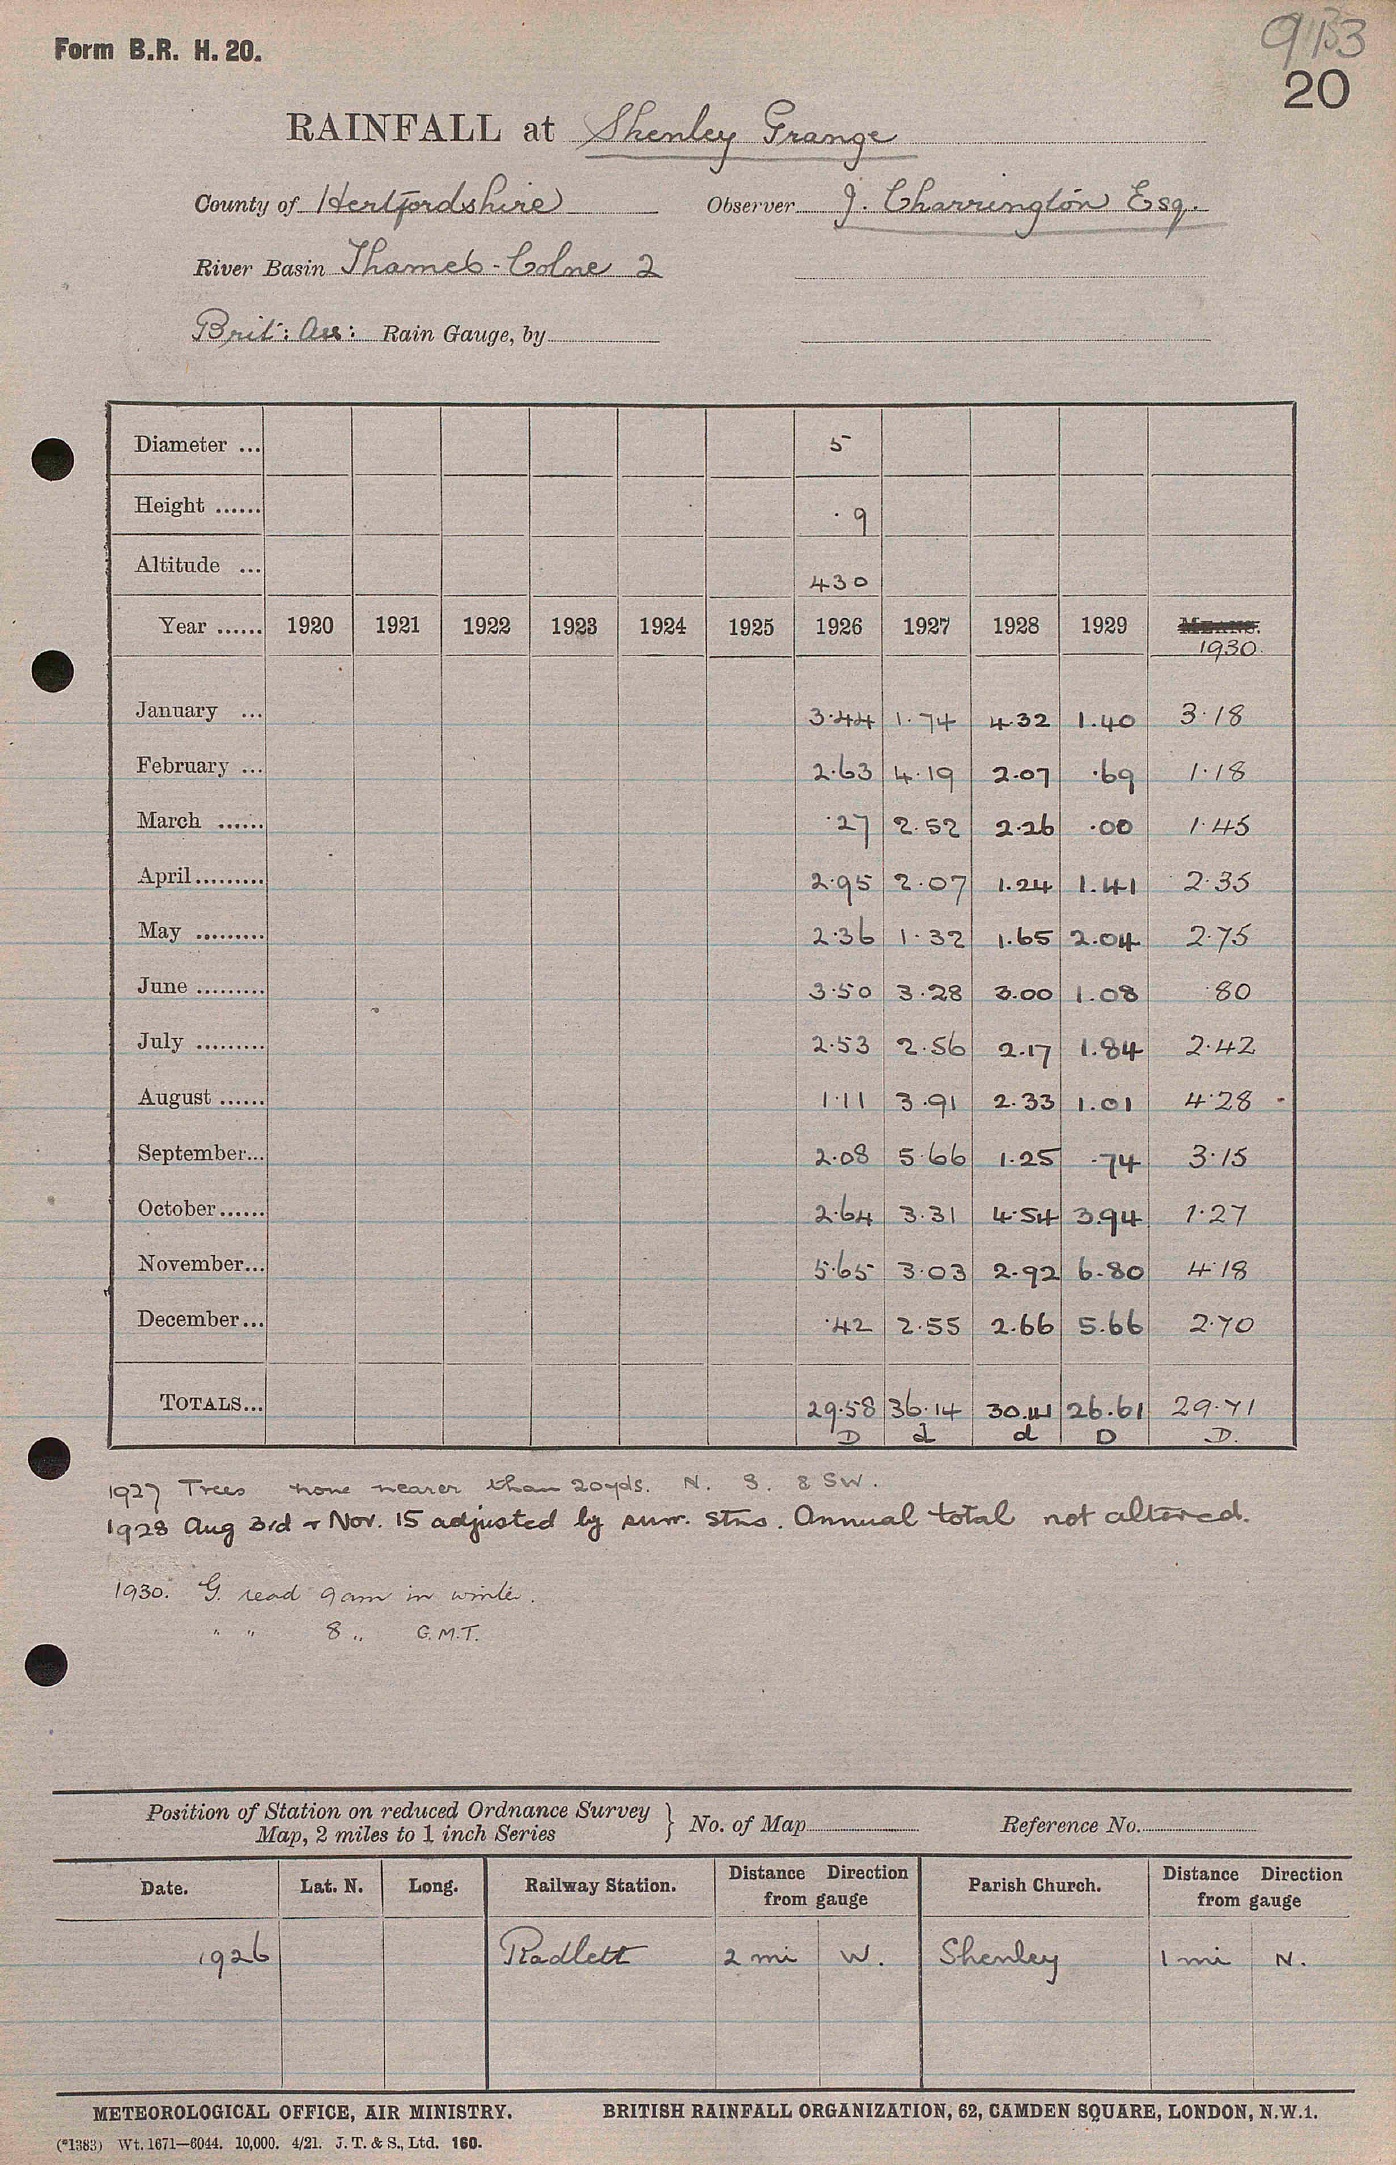 Form B.R. H. 20.
9133
20
RAINFALL at Shenley Grange
County of Hertfordshire Observer J. Charrington Esq.
River Basin Thames-Colne 2
Brit: Ass: Rain Gauge, by
Diameter ... 5
Height ...... .9
Altitude ... 430
Year ...... 1920 1921 1922 1923 1924 1925 1926 1927 1928 1929 MEANS.
1930.
January ... 3.44 1.74 4.32 1.40 3.18
February ... 2.63 4.19 2.07 .69 1.18
March ...... .27 2.52 2.26 .00 1.45
April ......... 2.95 2.07 1.24 1.41 2.35
May ......... 2.36 1.32 1.65 2.04 2.75
June ......... 3.50 3.28 3.00 1.08 .80
July ......... 2.53 2.56 2.17 1.84 2.42
August ...... 1.11 3.91 2.33 1.01 4.28
September... 2.08 5.66 1.25 .74 3.15
October...... 2.64 3.31 4.54 3.94 1.27
November... 5.65 3.03 2.92 6.80 4.18
December... .42 2.55 2.66 5.66 2.70
TOTALS... 29.58 36.14 30.41 26.61 29.71
D d d D D.
1927 Trees none nearer than 20yds. N. S. & SW.
1928 Aug 3rd + Nov. 15 adjusted by surr. stns. Annual total not altered.
1930. G. read 9am in winter.
" " 8 " G.M.T.
Position of Station on reduced Ordnance Survey
Map, 2 miles to 1 inch Series } No. of Map Reference No.
Date. Lat. N. Long. Railway Station. Distance Direction from gauge Parish Church. Distance Direction from gauge
1926 Radlett 2 mi W. Shenley 1 mi N.
METEOROLOGICAL OFFICE, AIR MINISTRY. BRITISH RAINFALL ORGANIZATION, 62, CAMDEN SQUARE, LONDON, N.W.1.
(*1383) Wt. 1671—6044. 10,000. 4/21. J. T. & S., Ltd. 160.